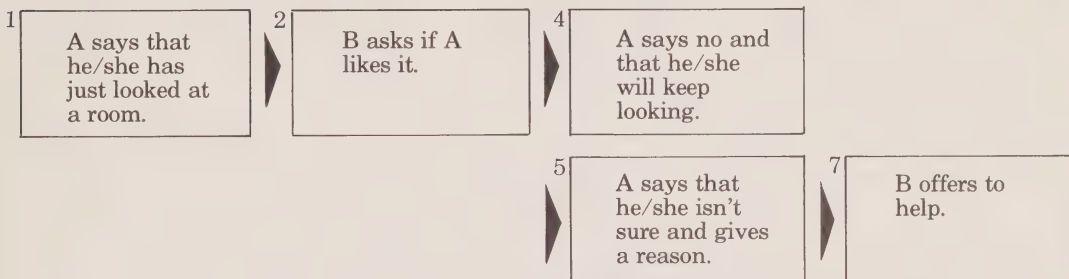 1
A says that
he/she has
just looked at
a room.
2
B asks if A
likes it.
4
A says no and
that he/she
will keep
looking.
5
A says that
he/she isn't
sure and gives
a reason.
7
B offers to
help.